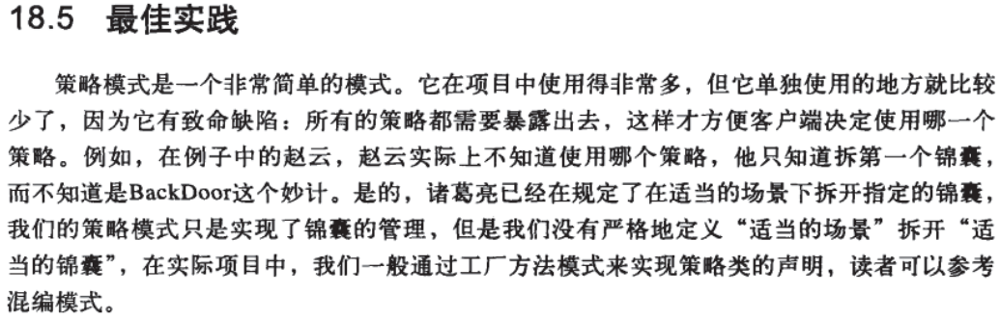 18.5 最佳实践
策略模式是一个非常简单的模式。它在项目中使用得非常多，但它单独使用的地方就比较
少了，因为它有致命缺陷：所有的策略都需要暴露出去，这样才方便客户端决定使用哪一个
策略。例如，在例子中的赵云，赵云实际上不知道使用哪个策略，他只知道拆第一个锦囊，
而不知道是BackDoor这个妙计。是的，诸葛亮已经在规定了在适当的场景下拆开指定的锦囊，
我们的策略模式只是实现了锦囊的管理，但是我们没有严格地定义“适当的场景”拆开“适
当的锦囊”，在实际项目中，我们一般通过工厂方法模式来实现策略类的声明，读者可以参考
混编模式。